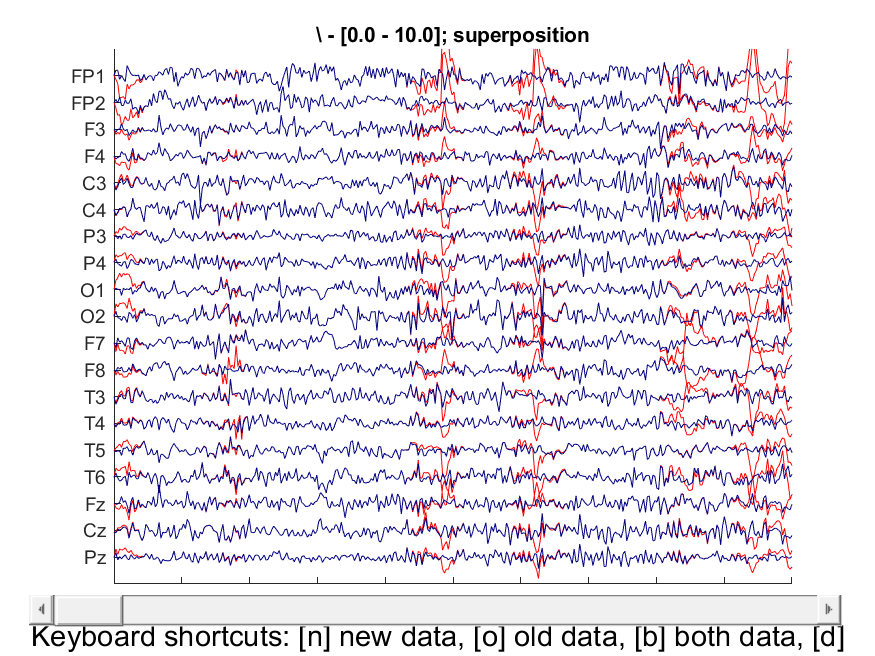 \ - [0.0 - 10.0]; superposition
FP1
FP2
F3
F4
C3
C4
P3
P4
O1
O2
F7
F8
T3
T4
T5
T6
Fz
Cz
Pz
Keyboard shortcuts: [n] new data, [o] old data, [b] both data, [d]